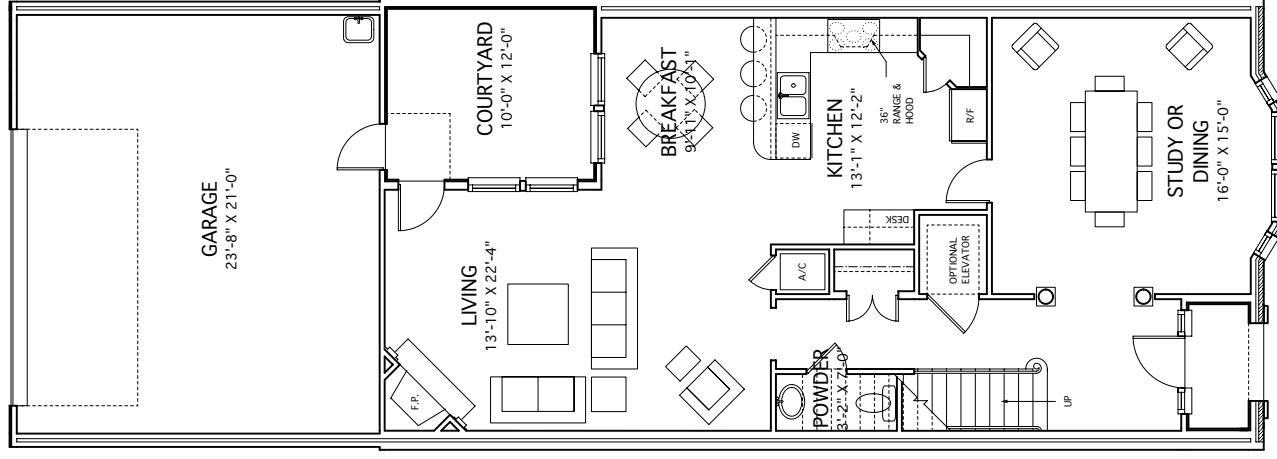 GARAGE
23'-8" X 21'-0"
COURTYARD
10'-0" X 12'-0"
LIVING
13'-10" X 22'-4"
F.P.
BREAKFAST
9'-11" X 10'-1"
KITCHEN
13'-1" X 12'-2"
DW
36"
RANGE &
HOOD
R/F
DESK
A/C
OPTIONAL
ELEVATOR
POWDER
3'-2" X 7'-0"
UP
STUDY OR
DINING
16'-0" X 15'-0"